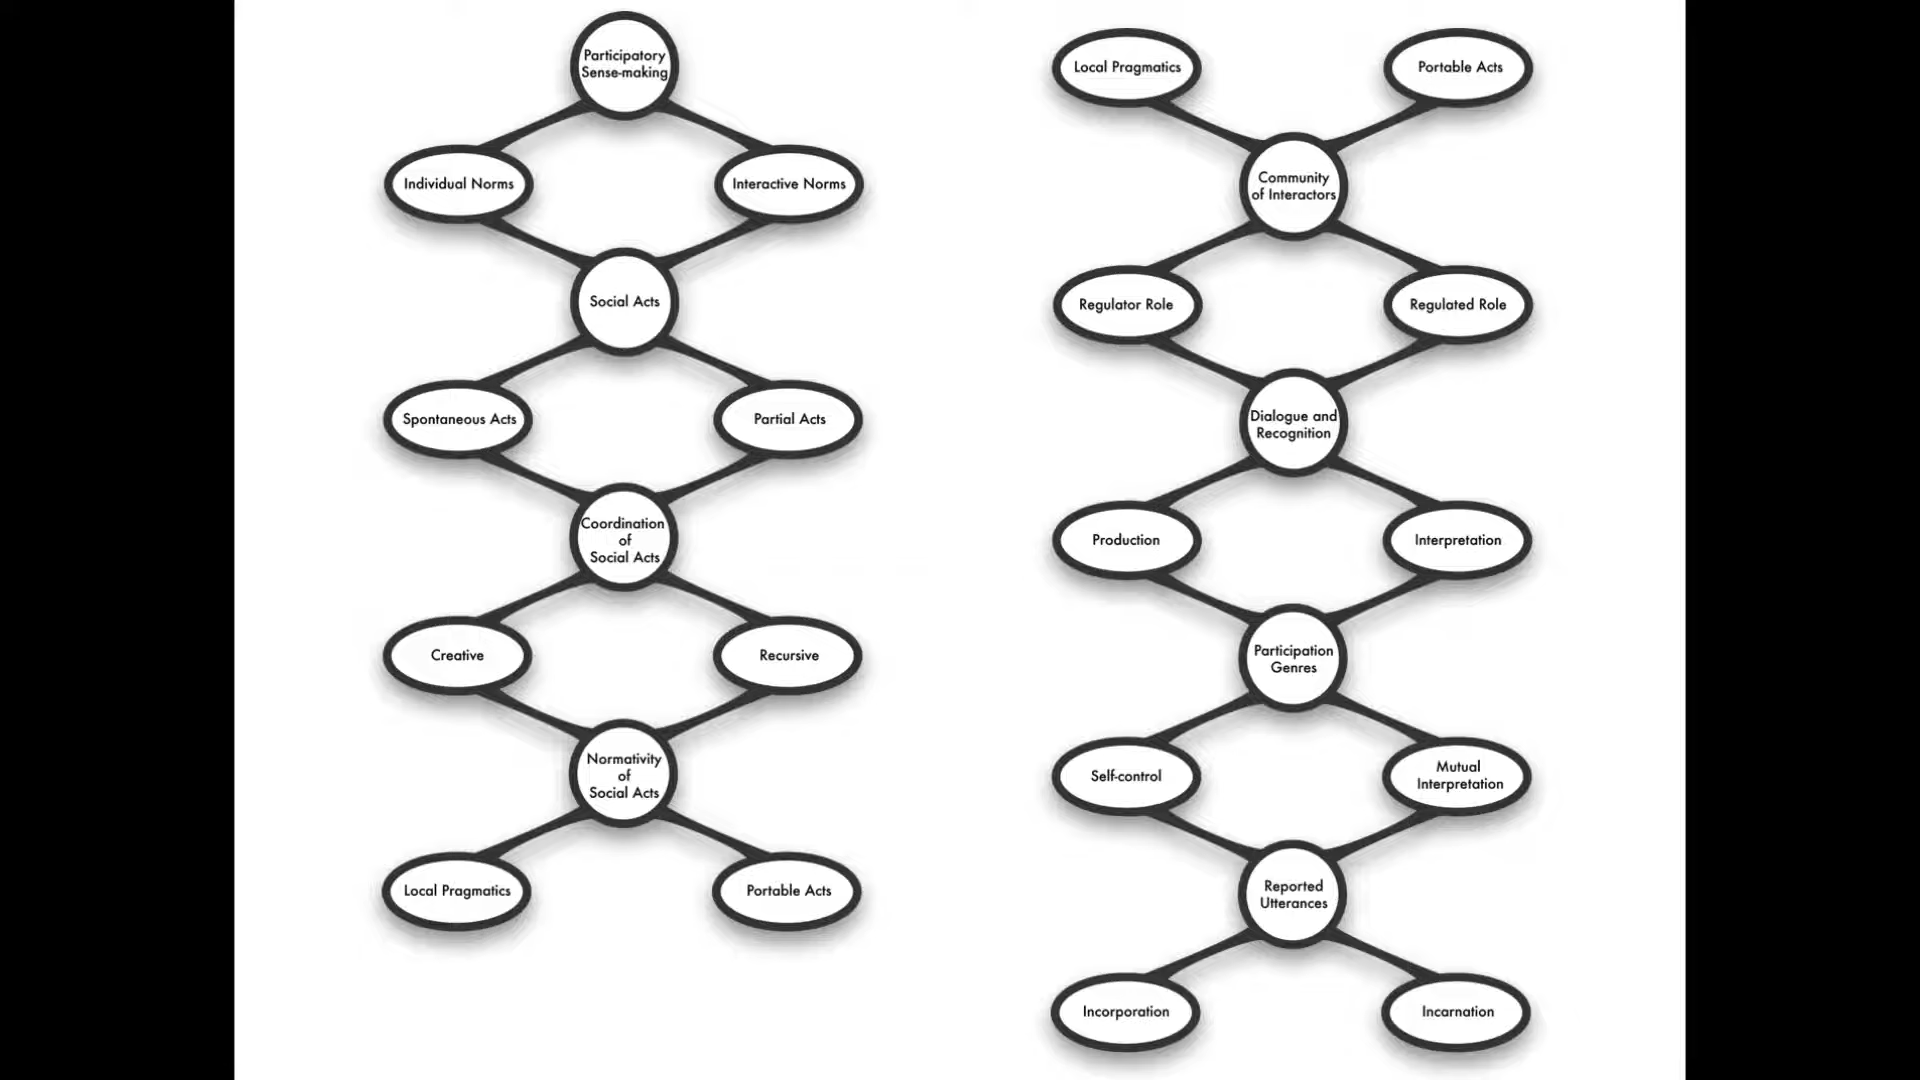 Participatory
Sense-making
Individual Norms
Interactive Norms
Social Acts
Spontaneous Acts
Partial Acts
Coordination
of
Social Acts
Creative
Recursive
Normativity
of
Social Acts
Local Pragmatics
Portable Acts
Local Pragmatics
Portable Acts
Community
of Interactors
Regulator Role
Regulated Role
Dialogue and
Recognition
Production
Interpretation
Participation
Genres
Self-control
Mutual
Interpretation
Reported
Utterances
Incorporation
Incarnation